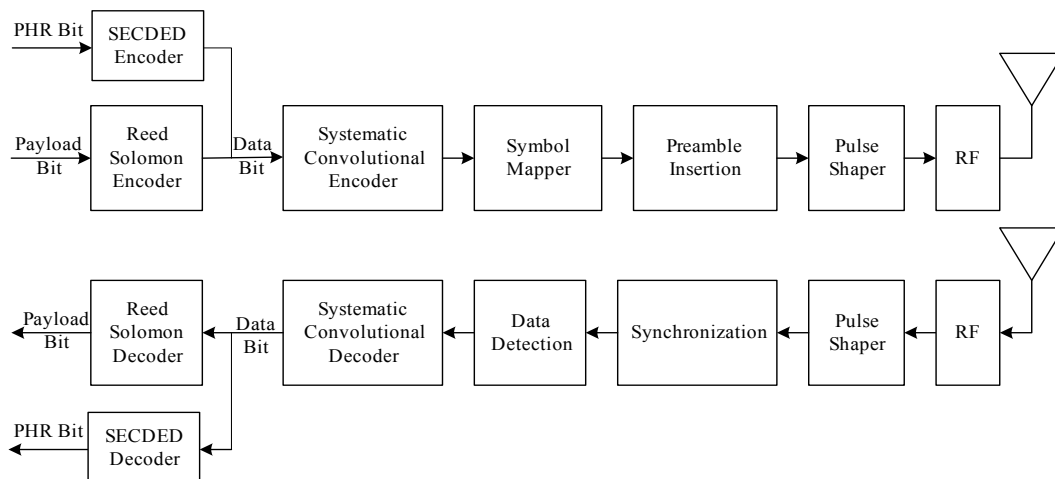 PHR Bit
SECDED
Encoder
Payload
Bit
Reed
Solomon
Encoder
Data
Bit
Systematic
Convolutional
Encoder
Symbol
Mapper
Preamble
Insertion
Pulse
Shaper
RF
Payload
Bit
Reed
Solomon
Decoder
Data
Bit
Systematic
Convolutional
Decoder
Data
Detection
Synchronization
Pulse
Shaper
RF
PHR Bit
SECDED
Decoder